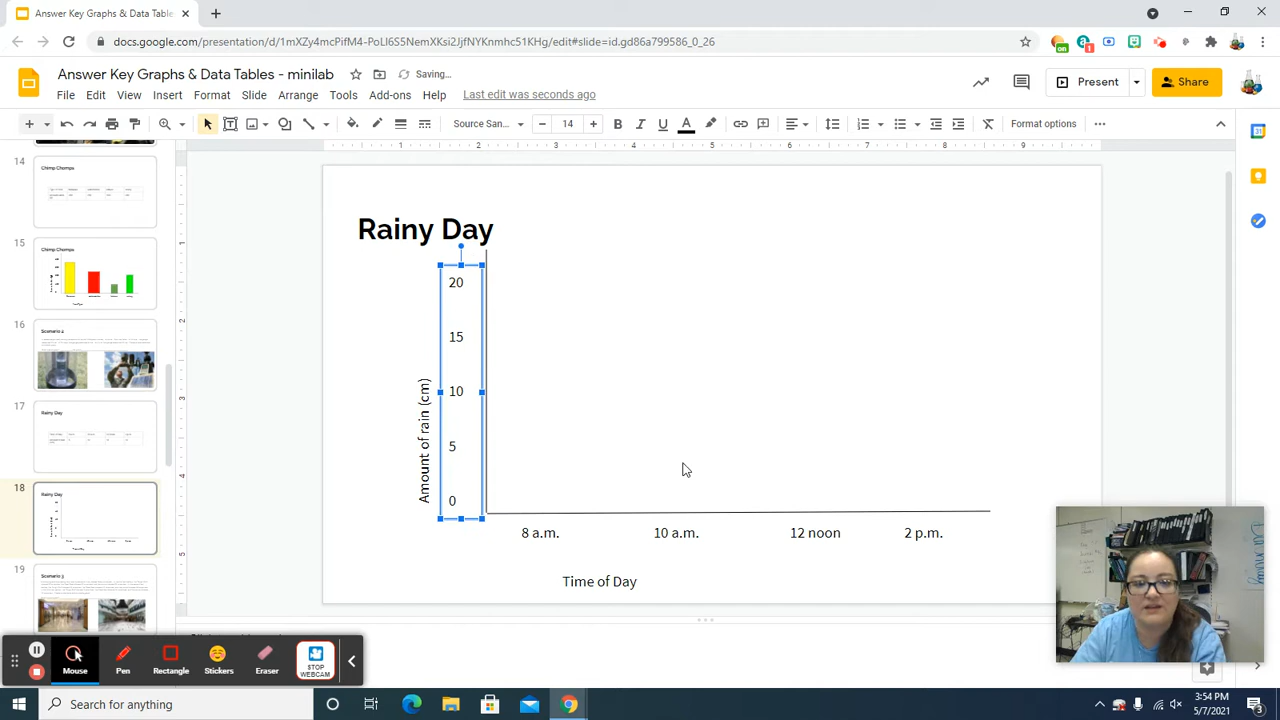 Answer Key Graphs & Data Tables -
docs.google.com/presentation/d/1mXZy4mcPifM4-PoLI6S5NemXKsi2JjfNYKnmhc51KHg/edit#slide=id.gd86a799586_0_26
Answer Key Graphs & Data Tables - minilab
Saving...
File Edit View Insert Format Slide Arrange Tools Add-ons Help Last edit was seconds ago
Present
Share
Source San... 14
Format options
14
Chimp Chomps
15
Chimp Chomps
16
17
Rainy Day
18
Rainy Day
19
Scenario 3
Rainy Day
Amount of rain (cm)
20
15
10
5
0
8 a.m. 10 a.m. 12 noon 2 p.m.
Time of Day
Mouse Pen Rectangle Stickers Eraser STOP WEBCAM
Search for anything
3:54 PM
5/7/2021